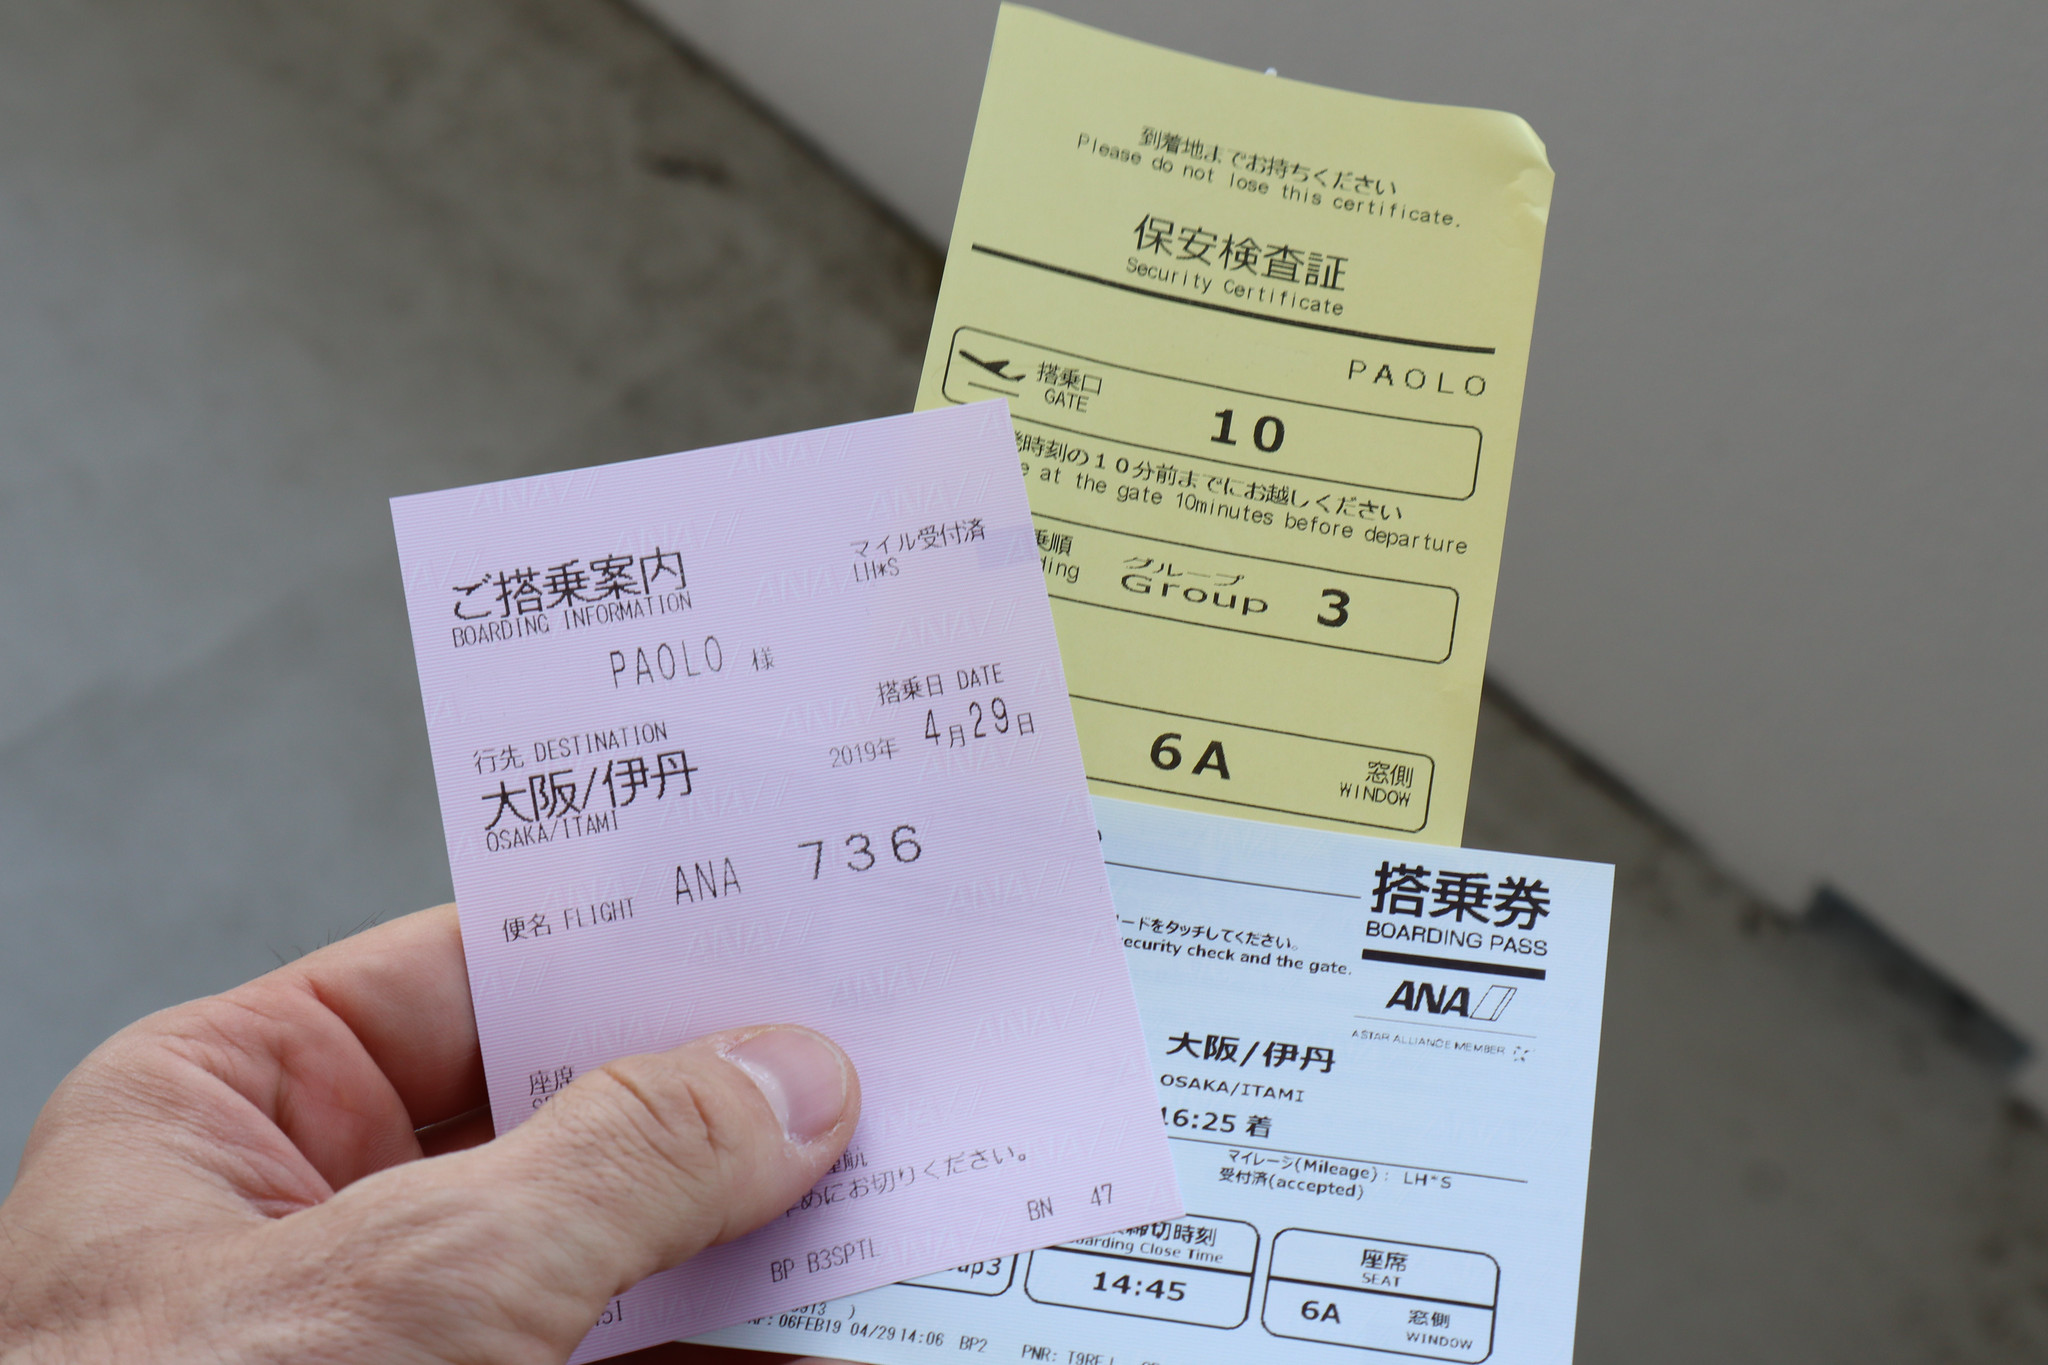 到着地までお持ちください
Please do not lose this certificate.
保安検査証
Security Certificate
PAOLO
搭乗口
GATE
10
時刻の10分前までにお越しください
at the gate 10minutes before departure
乗順
グループ
Group 3
6A
窓側
WINDOW
ご搭乗案内
BOARDING INFORMATION
マイル受付済
LH*S
PAOLO 様
搭乗日 DATE
2019年 4月29日
行先 DESTINATION
大阪/伊丹
OSAKA/ITAMI
便名 FLIGHT ANA 736
座席
にお切りください。
BN 47
BP B3SPTL
搭乗券
BOARDING PASS
ードをタッチしてください。
security check and the gate.
ANA
A STAR ALLIANCE MEMBER
大阪/伊丹
OSAKA/ITAMI
16:25 着
マイレージ(Mileage): LH*S
受付済(accepted)
締切時刻
Boarding Close Time
14:45
座席
SEAT
6A
窓側
WINDOW
06FEB19 04/29 14:06 BP2
PNR: